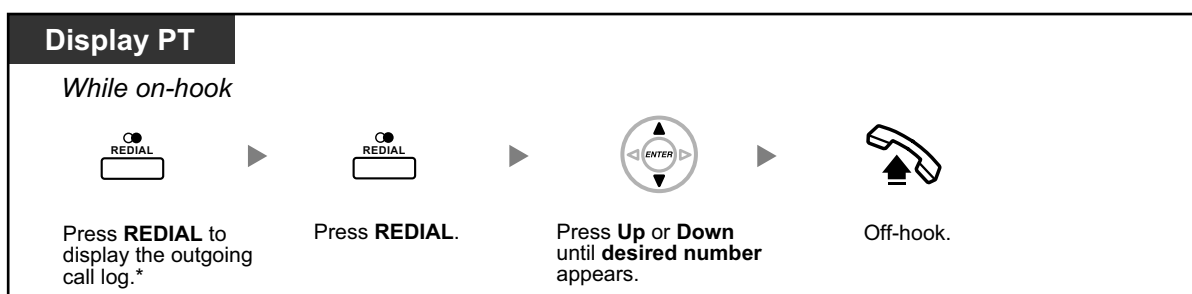 Display PT
While on-hook
REDIAL
REDIAL
ENTER
Press REDIAL to
display the outgoing
call log.*
Press REDIAL.
Press Up or Down
until desired number
appears.
Off-hook.